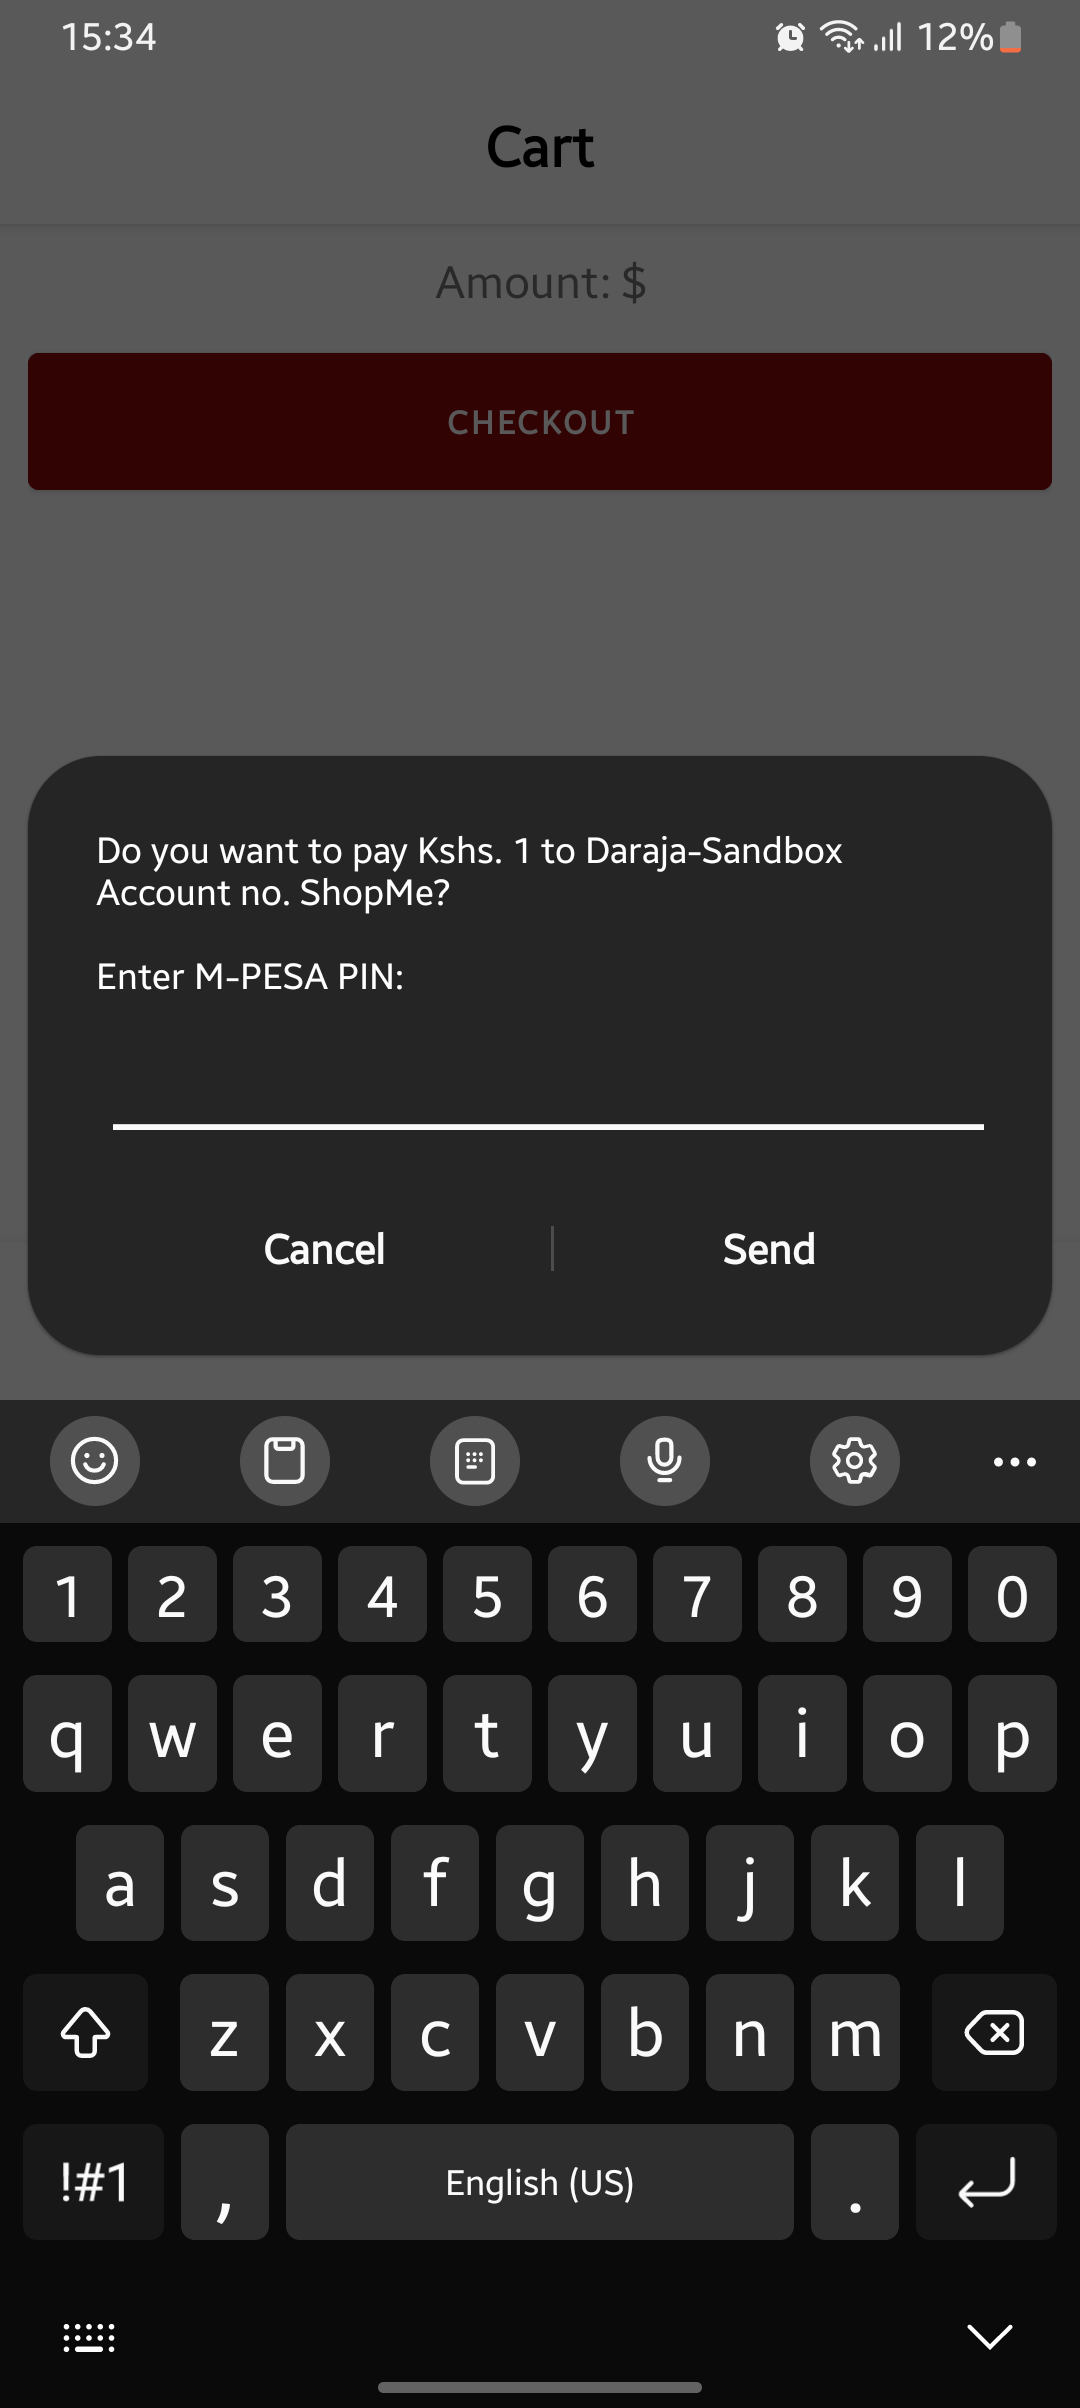 15:34
12%
Cart
Amount: $
CHECKOUT
Do you want to pay Kshs. 1 to Daraja-Sandbox
Account no. ShopMe?
Enter M-PESA PIN:
Cancel
Send
1 2 3 4 5 6 7 8 9 0
q w e r t y u i o p
a s d f g h j k l
z x c v b n m
!#1 , English (US) .